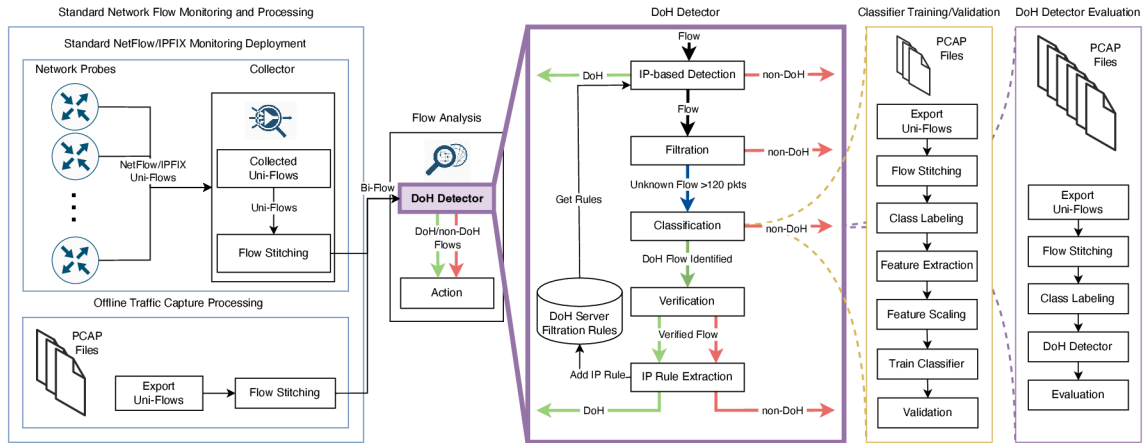 Standard Network Flow Monitoring and Processing
Standard NetFlow/IPFIX Monitoring Deployment
Network Probes
Collector
NetFlow/IPFIX
Uni-Flows
Collected
Uni-Flows
Uni-Flows
Flow Stitching
Offline Traffic Capture Processing
PCAP
Files
Export
Uni-Flows
Flow Stitching
Bi-Flow
Flow Analysis
DoH Detector
DoH/non-DoH
Flows
Action
DoH Detector
Flow
DoH
IP-based Detection
non-DoH
Flow
Filtration
non-DoH
Unknown Flow >120 pkts
Get Rules
Classification
non-DoH
DoH Flow Identified
Verification
DoH Server
Filtration Rules
Verified Flow
Add IP Rule
IP Rule Extraction
DoH
non-DoH
Classifier Training/Validation
PCAP
Files
Export
Uni-Flows
Flow Stitching
Class Labeling
Feature Extraction
Feature Scaling
Train Classifier
Validation
DoH Detector Evaluation
PCAP
Files
Export
Uni-Flows
Flow Stitching
Class Labeling
DoH Detector
Evaluation